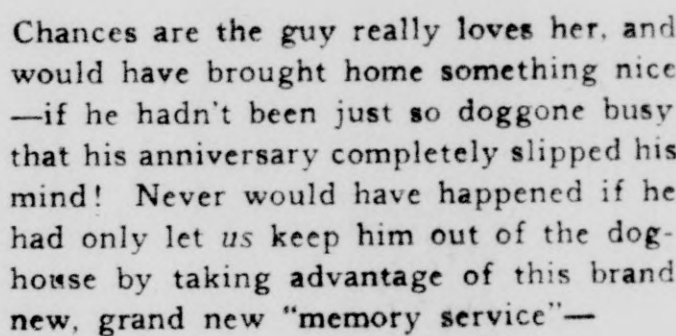 Chances are the guy really loves her, and
would have brought home something nice
—if he hadn't been just so doggone busy
that his anniversary completely slipped his
mind! Never would have happened if he
had only let us keep him out of the dog-
house by taking advantage of this brand
new, grand new "memory service"—